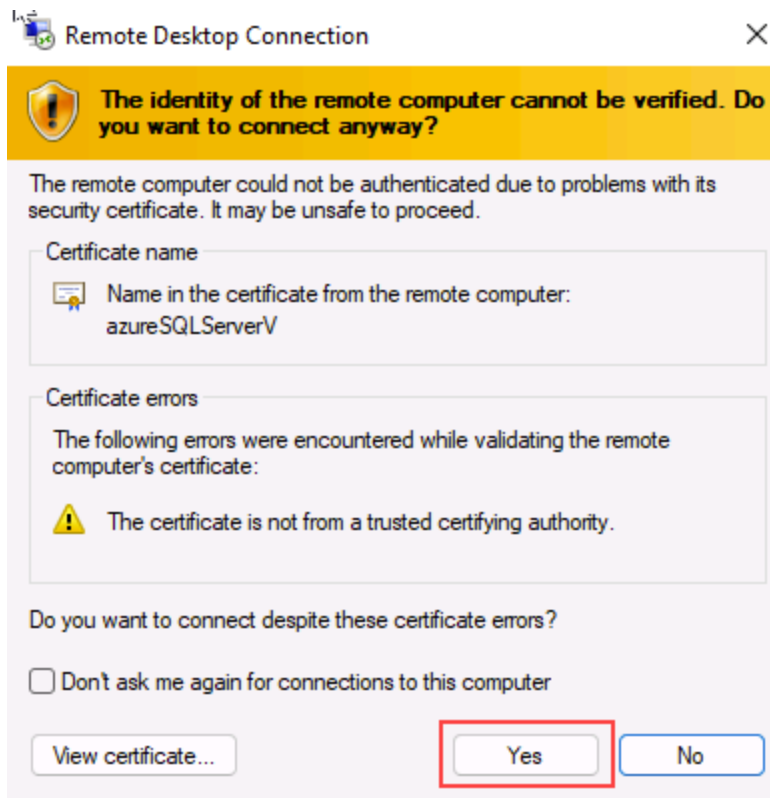 Remote Desktop Connection
The identity of the remote computer cannot be verified. Do
you want to connect anyway?
The remote computer could not be authenticated due to problems with its
security certificate. It may be unsafe to proceed.
Certificate name
Name in the certificate from the remote computer:
azureSQLServerV
Certificate errors
The following errors were encountered while validating the remote
computer's certificate:
The certificate is not from a trusted certifying authority.
Do you want to connect despite these certificate errors?
Don't ask me again for connections to this computer
View certificate...
Yes
No